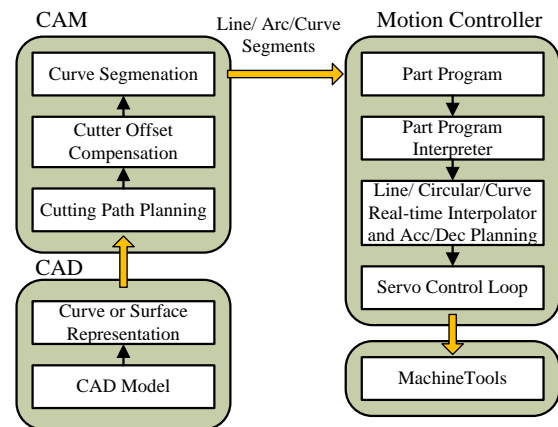 CAM
Curve Segmenation
Cutter Offset
Compensation
Cutting Path Planning
CAD
Curve or Surface
Representation
CAD Model
Line/ Arc/Curve
Segments
Motion Controller
Part Program
Part Program
Interpreter
Line/ Circular/Curve
Real-time Interpolator
and Acc/Dec Planning
Servo Control Loop
MachineTools